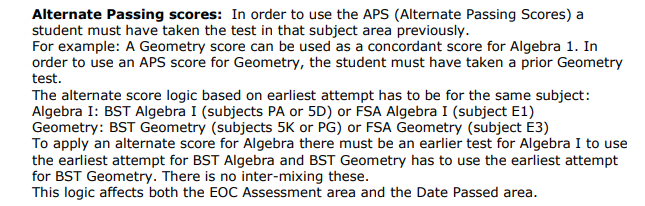 Alternate Passing scores: In order to use the APS (Alternate Passing Scores) a
student must have taken the test in that subject area previously.
For example: A Geometry score can be used as a concordant score for Algebra 1. In
order to use an APS score for Geometry, the student must have taken a prior Geometry
test.
The alternate score logic based on earliest attempt has to be for the same subject:
Algebra I: BST Algebra I (subjects PA or 5D) or FSA Algebra I (subject E1)
Geometry: BST Geometry (subjects 5K or PG) or FSA Geometry (subject E3)
To apply an alternate score for Algebra there must be an earlier test for Algebra I to use
the earliest attempt for BST Algebra and BST Geometry has to use the earliest attempt
for BST Geometry. There is no inter-mixing these.
This logic affects both the EOC Assessment area and the Date Passed area.